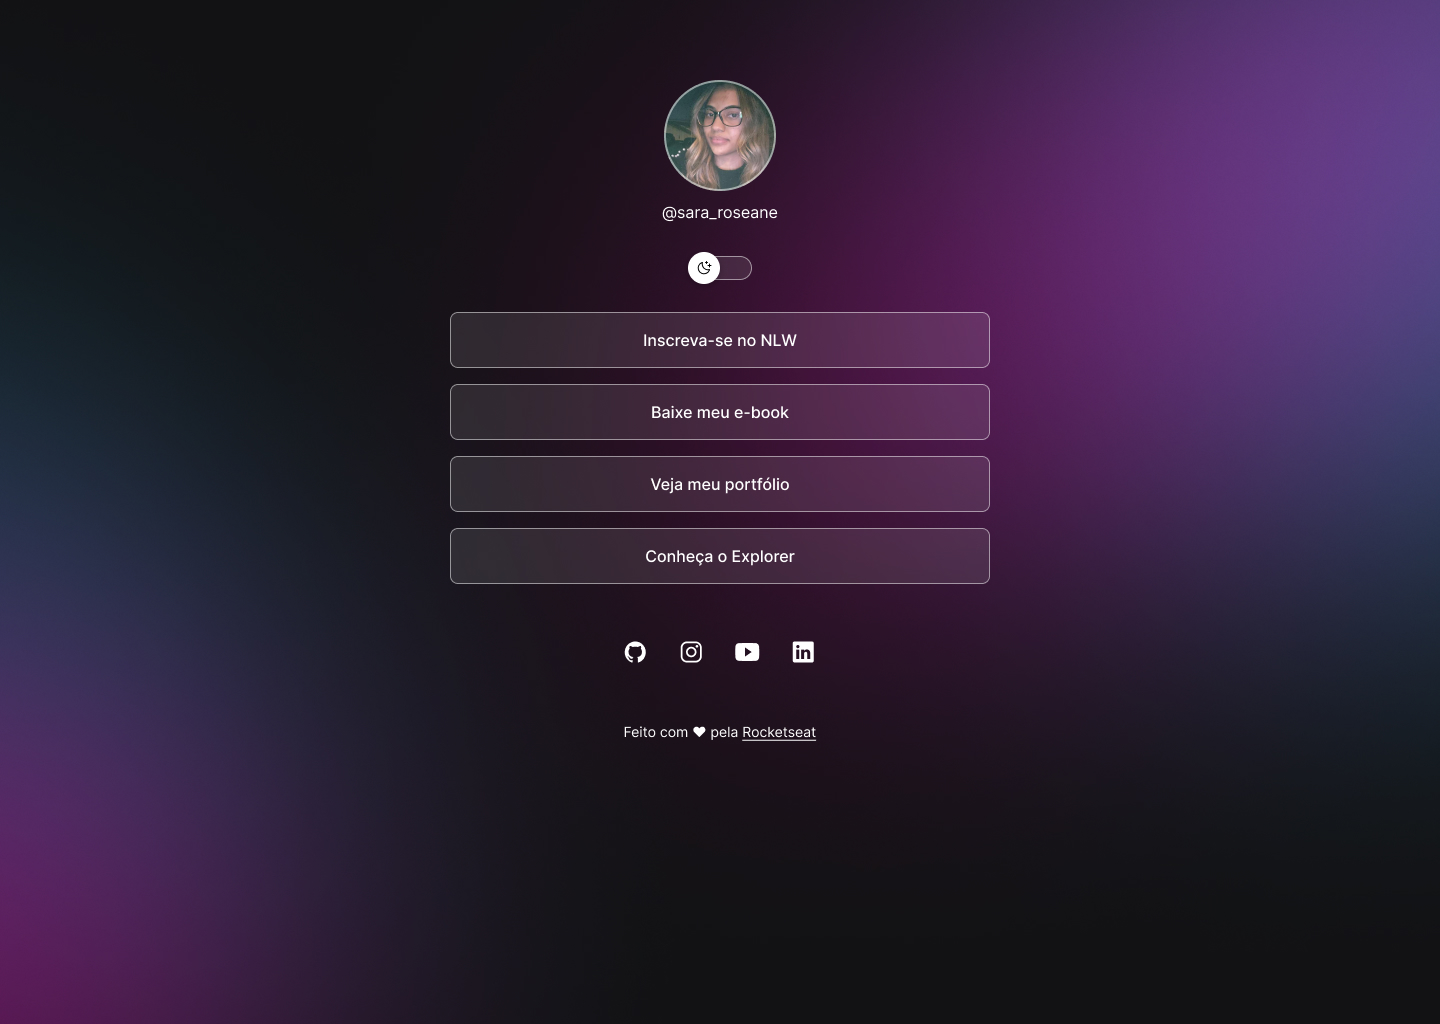 @sara_roseane
Inscreva-se no NLW
Baixe meu e-book
Veja meu portfólio
Conheça o Explorer
Feito com ♥ pela Rocketseat